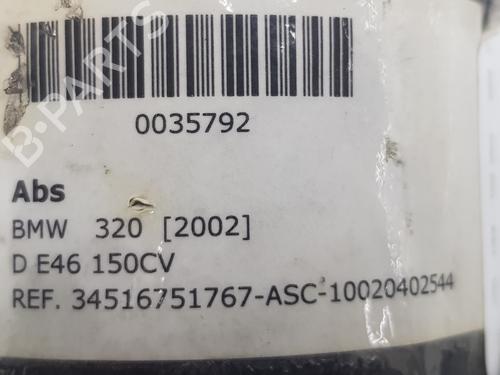 B-PARTS
0035792
Abs
BMW 320 [2002]
D E46 150CV
REF. 34516751767-ASC-10020402544